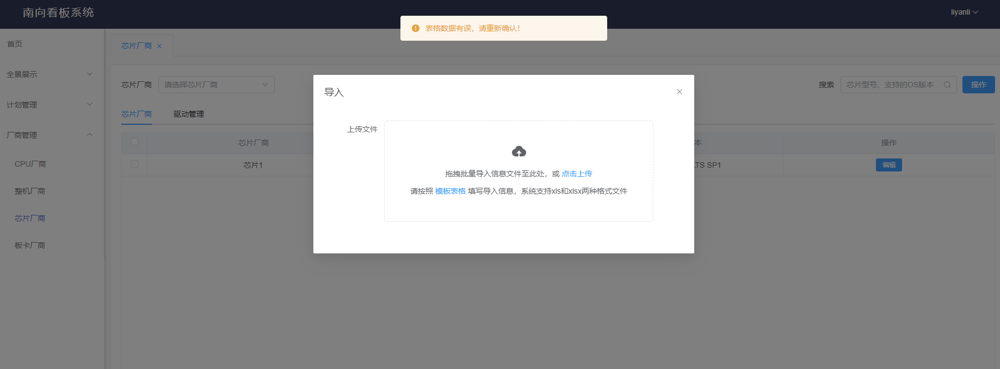 南向看板系统
liyanli
表格数据有误，请重新确认！
首页
全景展示
计划管理
厂商管理
CPU厂商
整机厂商
芯片厂商
板卡厂商
芯片厂商
芯片厂商 请选择芯片厂商
搜索 芯片型号、支持的OS版本 操作
芯片厂商 驱动管理
芯片厂商 本 操作
芯片1 LTS SP1 编辑
导入
上传文件
拖拽批量导入信息文件至此处，或 点击上传
请按照 模板表格 填写导入信息，系统支持xls和xlsx两种格式文件